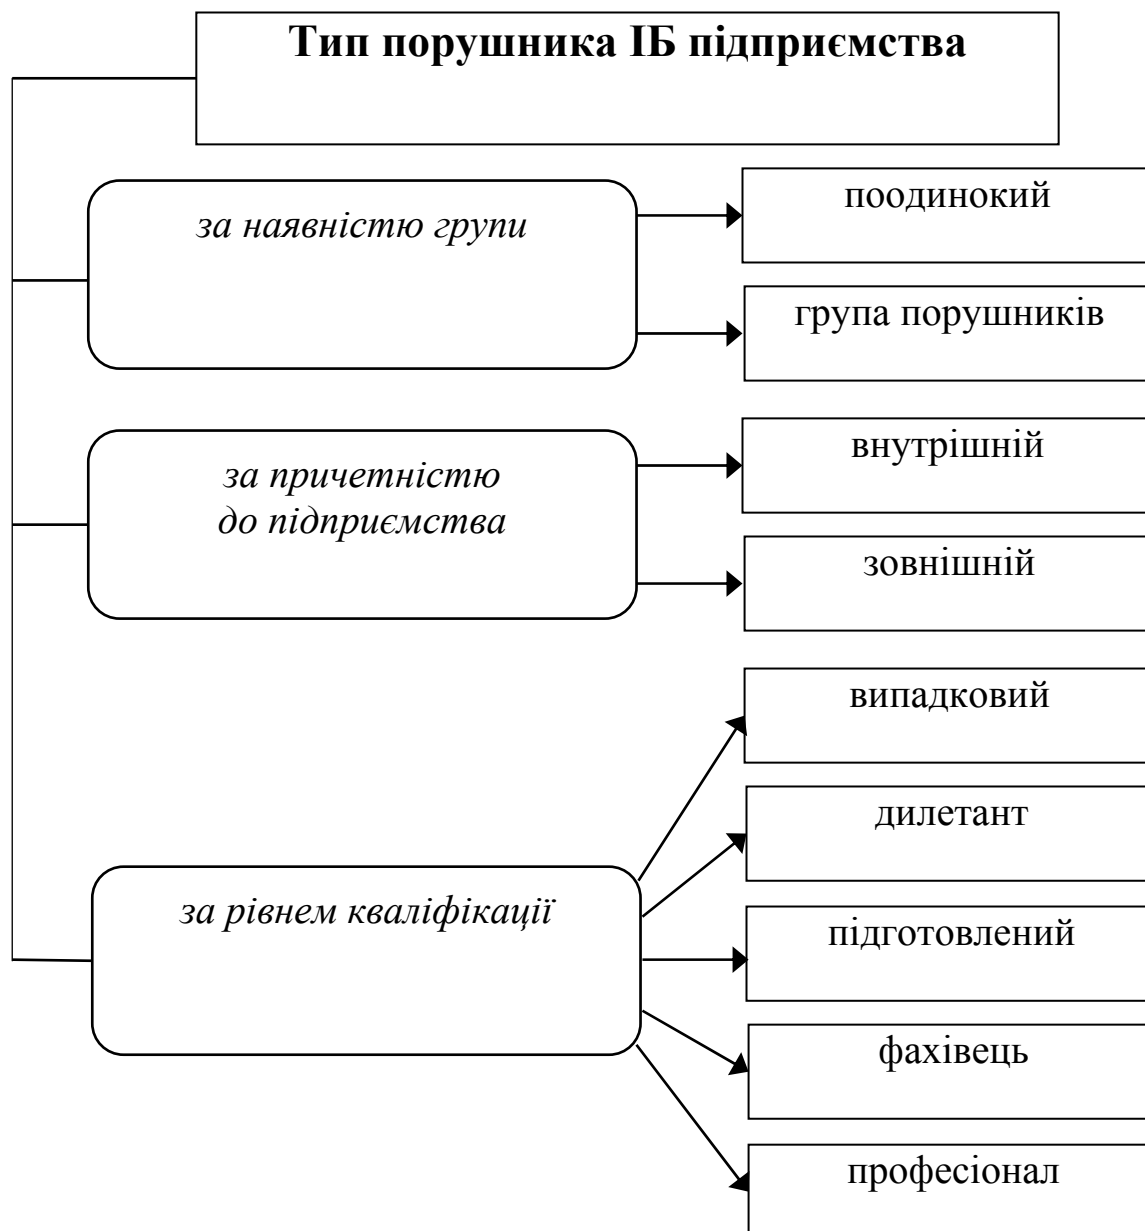 Тип порушника ІБ підприємства
за наявністю групи
поодинокий
група порушників
за причетністю
до підприємства
внутрішній
зовнішній
за рівнем кваліфікації
випадковий
дилетант
підготовлений
фахівець
професіонал